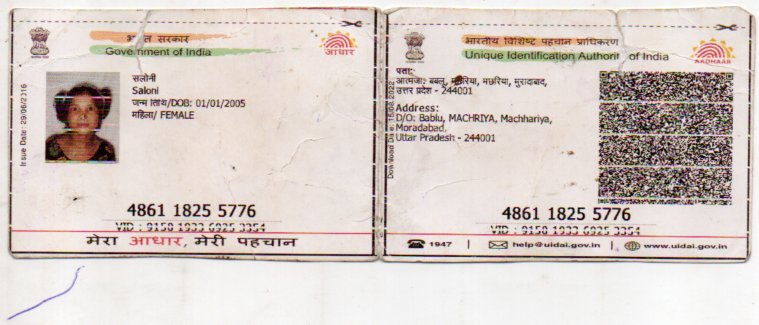 भारत सरकार
Government of India
आधार
Issue Date: 29/06/2016
सलोनी
Saloni
जन्म तिथि/DOB: 01/01/2005
महिला/ FEMALE
4861 1825 5776
VID : 9158 1933 6925 3354
मेरा आधार, मेरी पहचान
भारतीय विशिष्ट पहचान प्राधिकरण
Unique Identification Authority of India
AADHAAR
पता:
आत्मजा: बबलू, मछरिया, मछरिया, मुरादाबाद,
उत्तर प्रदेश - 244001
Address:
D/O: Bablu, MACHRIYA, Machhariya,
Moradabad,
Uttar Pradesh - 244001
4861 1825 5776
VID : 9158 1933 6925 3354
1947 | help@uidai.gov.in | www.uidai.gov.in